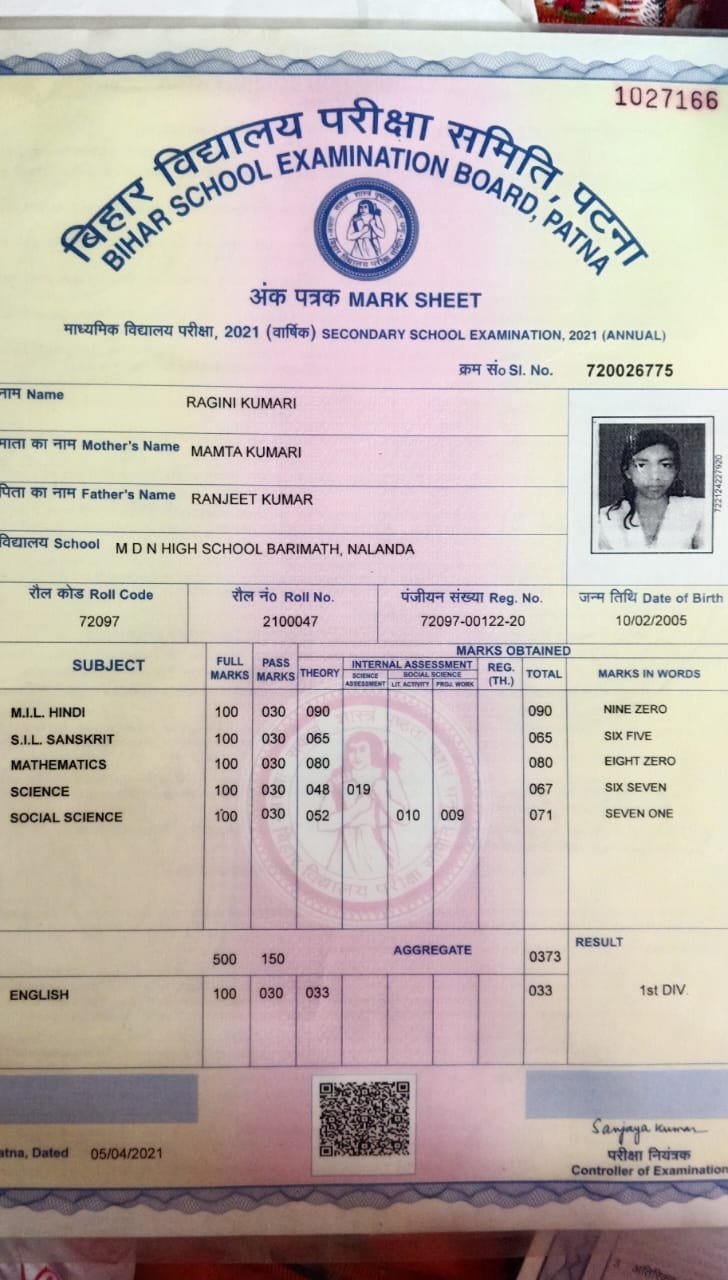 1027166
बिहार विद्यालय परीक्षा समिति, पटना
BIHAR SCHOOL EXAMINATION BOARD, PATNA
अंक पत्रक MARK SHEET
माध्यमिक विद्यालय परीक्षा, 2021 (वार्षिक) SECONDARY SCHOOL EXAMINATION, 2021 (ANNUAL)
क्रम सं० Sl. No. 720026775
नाम Name RAGINI KUMARI
माता का नाम Mother's Name MAMTA KUMARI
पिता का नाम Father's Name RANJEET KUMAR
722124227920
विद्यालय School M D N HIGH SCHOOL BARIMATH, NALANDA
रौल कोड Roll Code रौल नं० Roll No. पंजीयन संख्या Reg. No. जन्म तिथि Date of Birth
72097 2100047 72097-00122-20 10/02/2005
MARKS OBTAINED
SUBJECT FULL MARKS PASS MARKS THEORY INTERNAL ASSESSMENT SCIENCE ASSESSMENT SOCIAL SCIENCE LIT. ACTIVITY PROJ. WORK REG. (TH.) TOTAL MARKS IN WORDS
M.I.L. HINDI 100 030 090 090 NINE ZERO
S.I.L. SANSKRIT 100 030 065 065 SIX FIVE
MATHEMATICS 100 030 080 080 EIGHT ZERO
SCIENCE 100 030 048 019 067 SIX SEVEN
SOCIAL SCIENCE 100 030 052 010 009 071 SEVEN ONE
500 150 AGGREGATE 0373 RESULT
ENGLISH 100 030 033 033 1st DIV.
atna, Dated 05/04/2021
Sanjaya Kumar
परीक्षा नियंत्रक
Controller of Examination